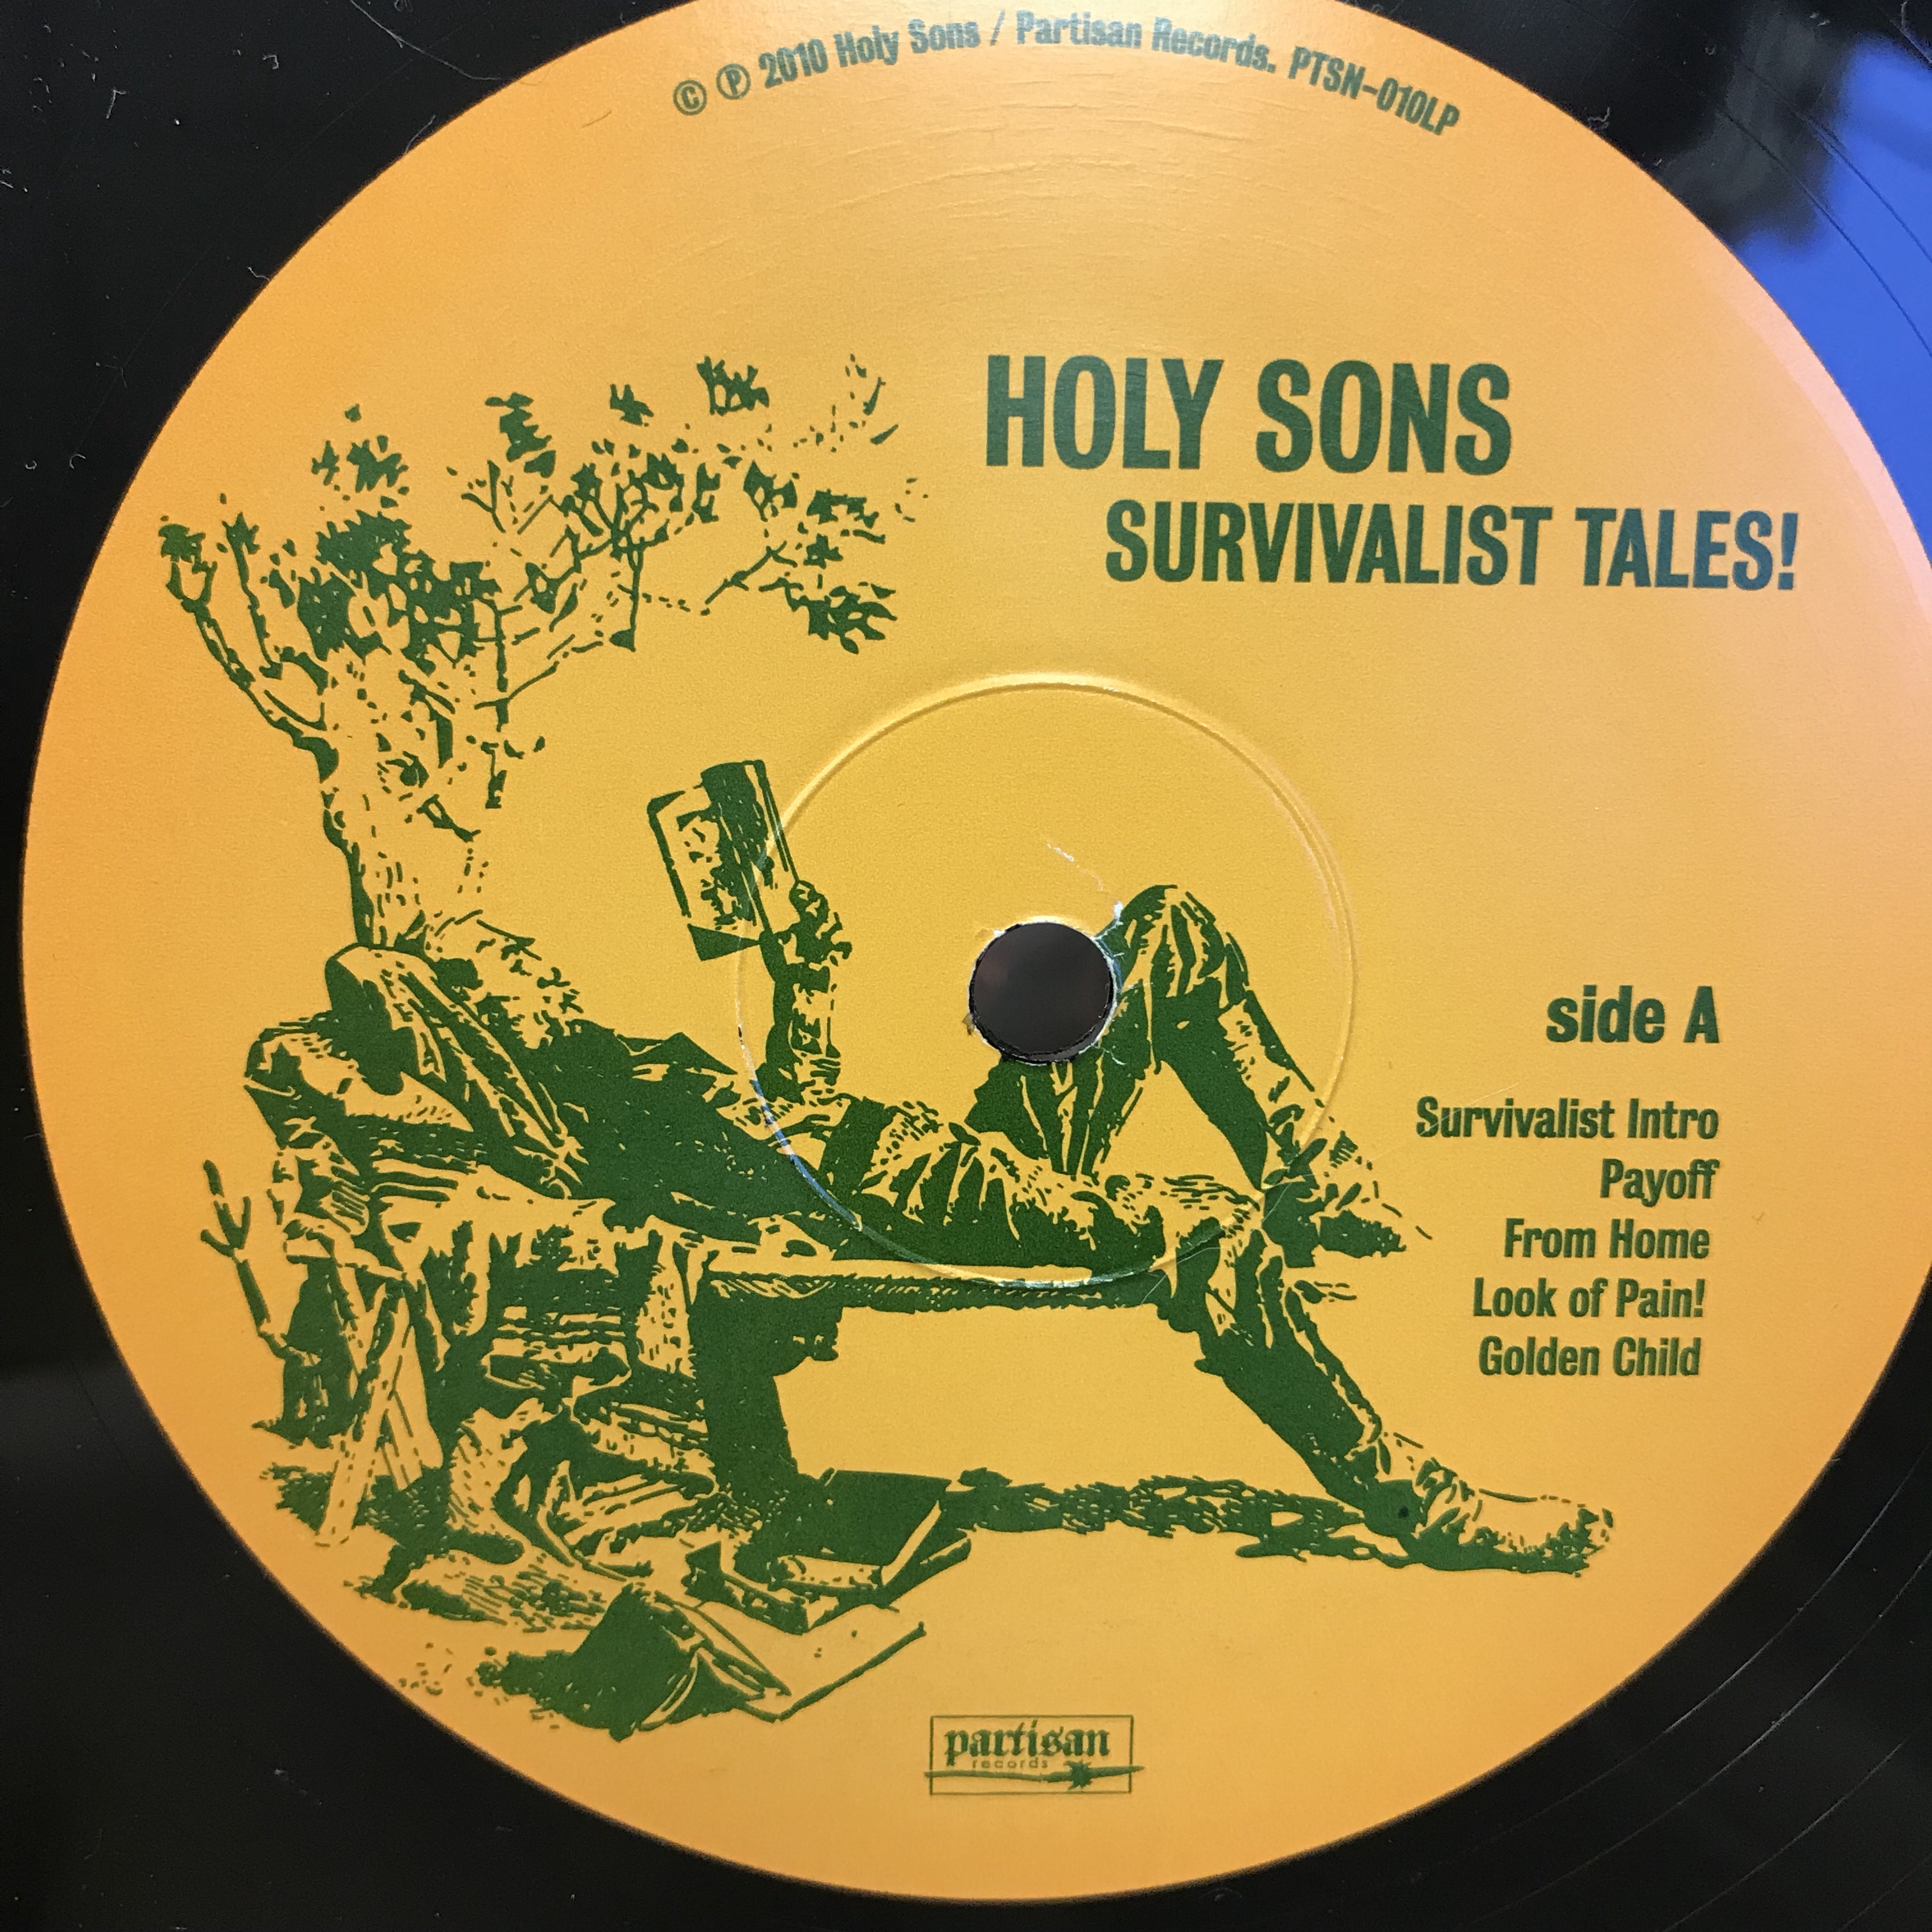 © ℗ 2010 Holy Sons / Partisan Records. PTSN-010LP
HOLY SONS
SURVIVALIST TALES!
side A
Survivalist Intro
Payoff
From Home
Look of Pain!
Golden Child
partisan
records